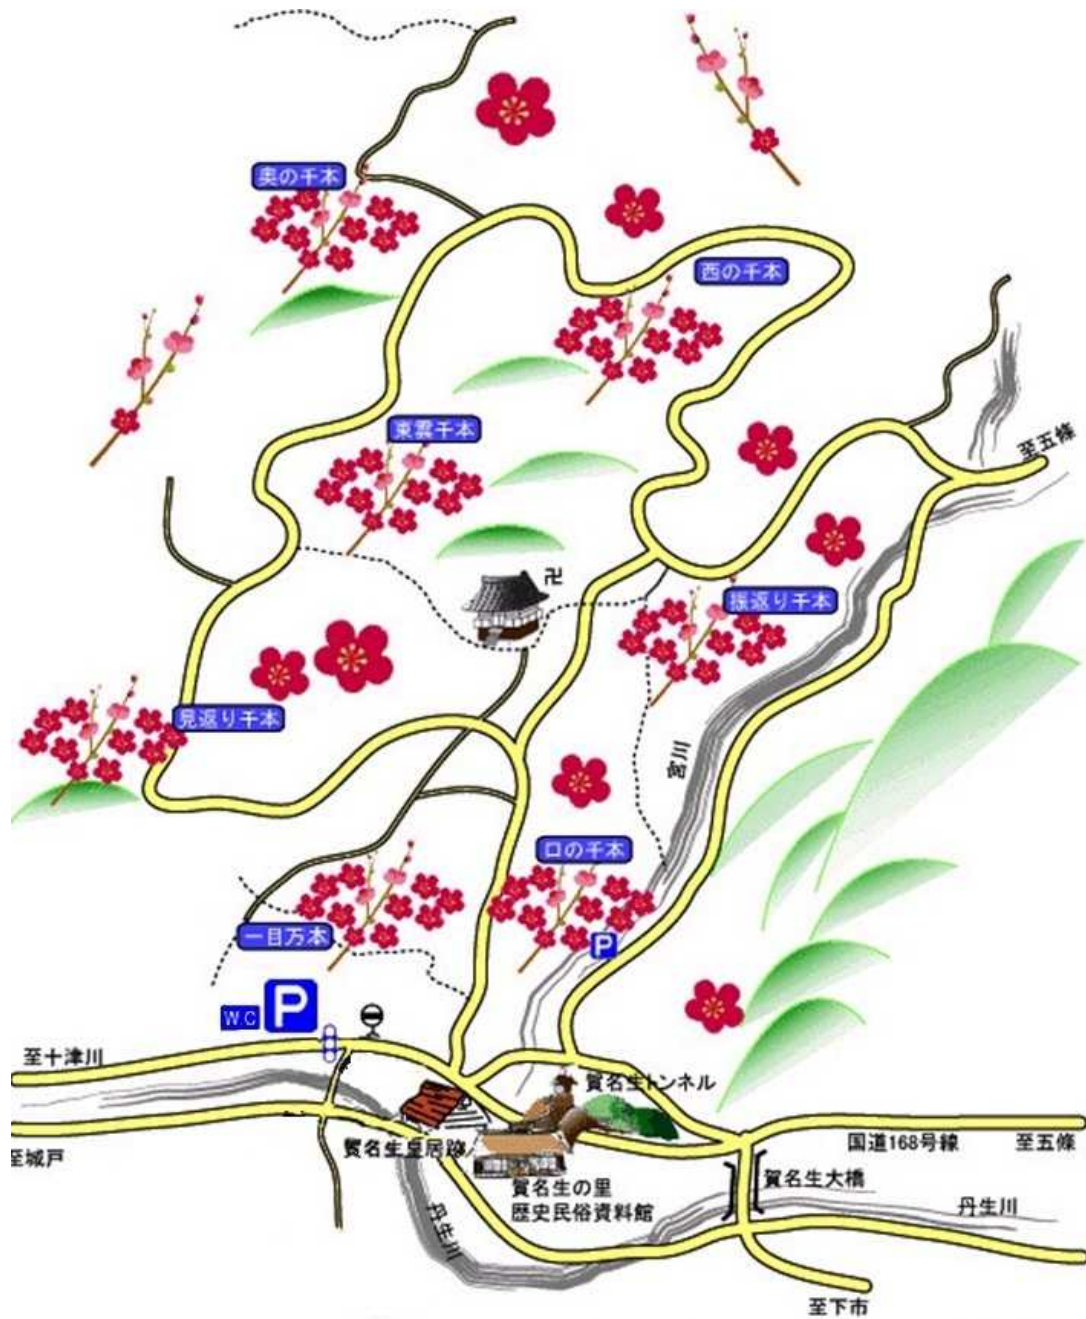 奥の千本
西の千本
東雲千本
至五條
卍
振返り千本
見返り千本
口の千本
一目万本
P
W.C
P
至十津川
賀名生トンネル
国道168号線
至五條
賀名生皇居跡
至城戸
賀名生の里
歴史民俗資料館
賀名生大橋
丹生川
丹生川
至下市